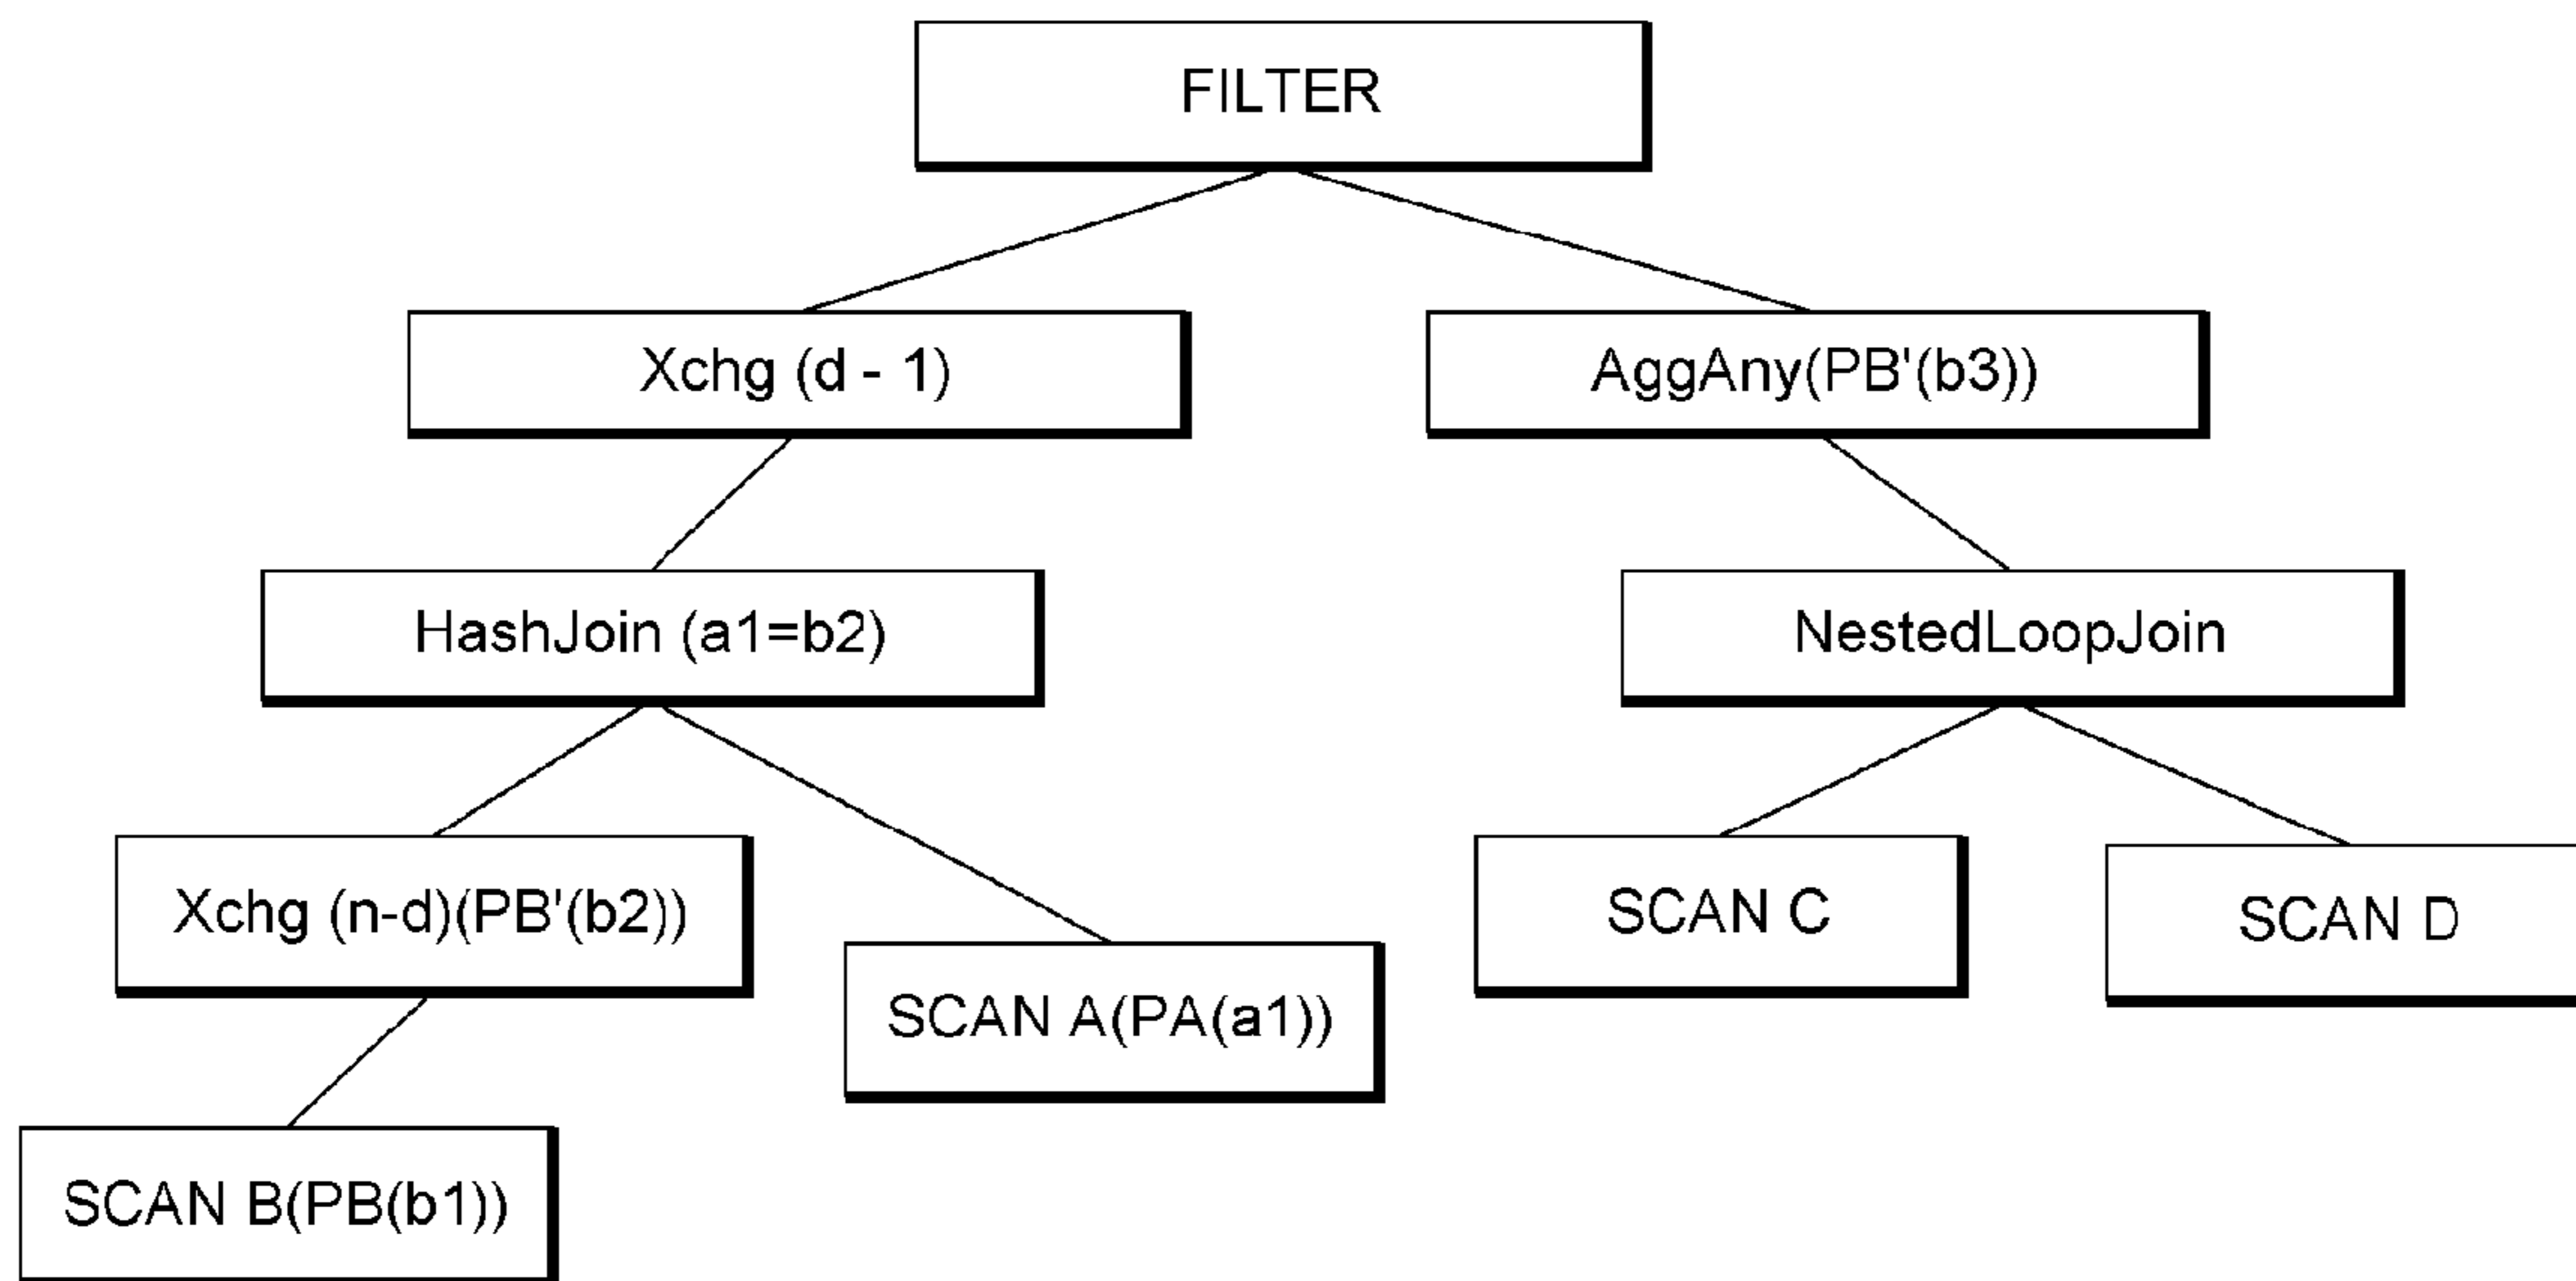 FILTER
Xchg (d - 1)
AggAny(PB'(b3))
HashJoin (a1=b2)
NestedLoopJoin
Xchg (n-d)(PB'(b2))
SCAN A(PA(a1))
SCAN C
SCAN D
SCAN B(PB(b1))